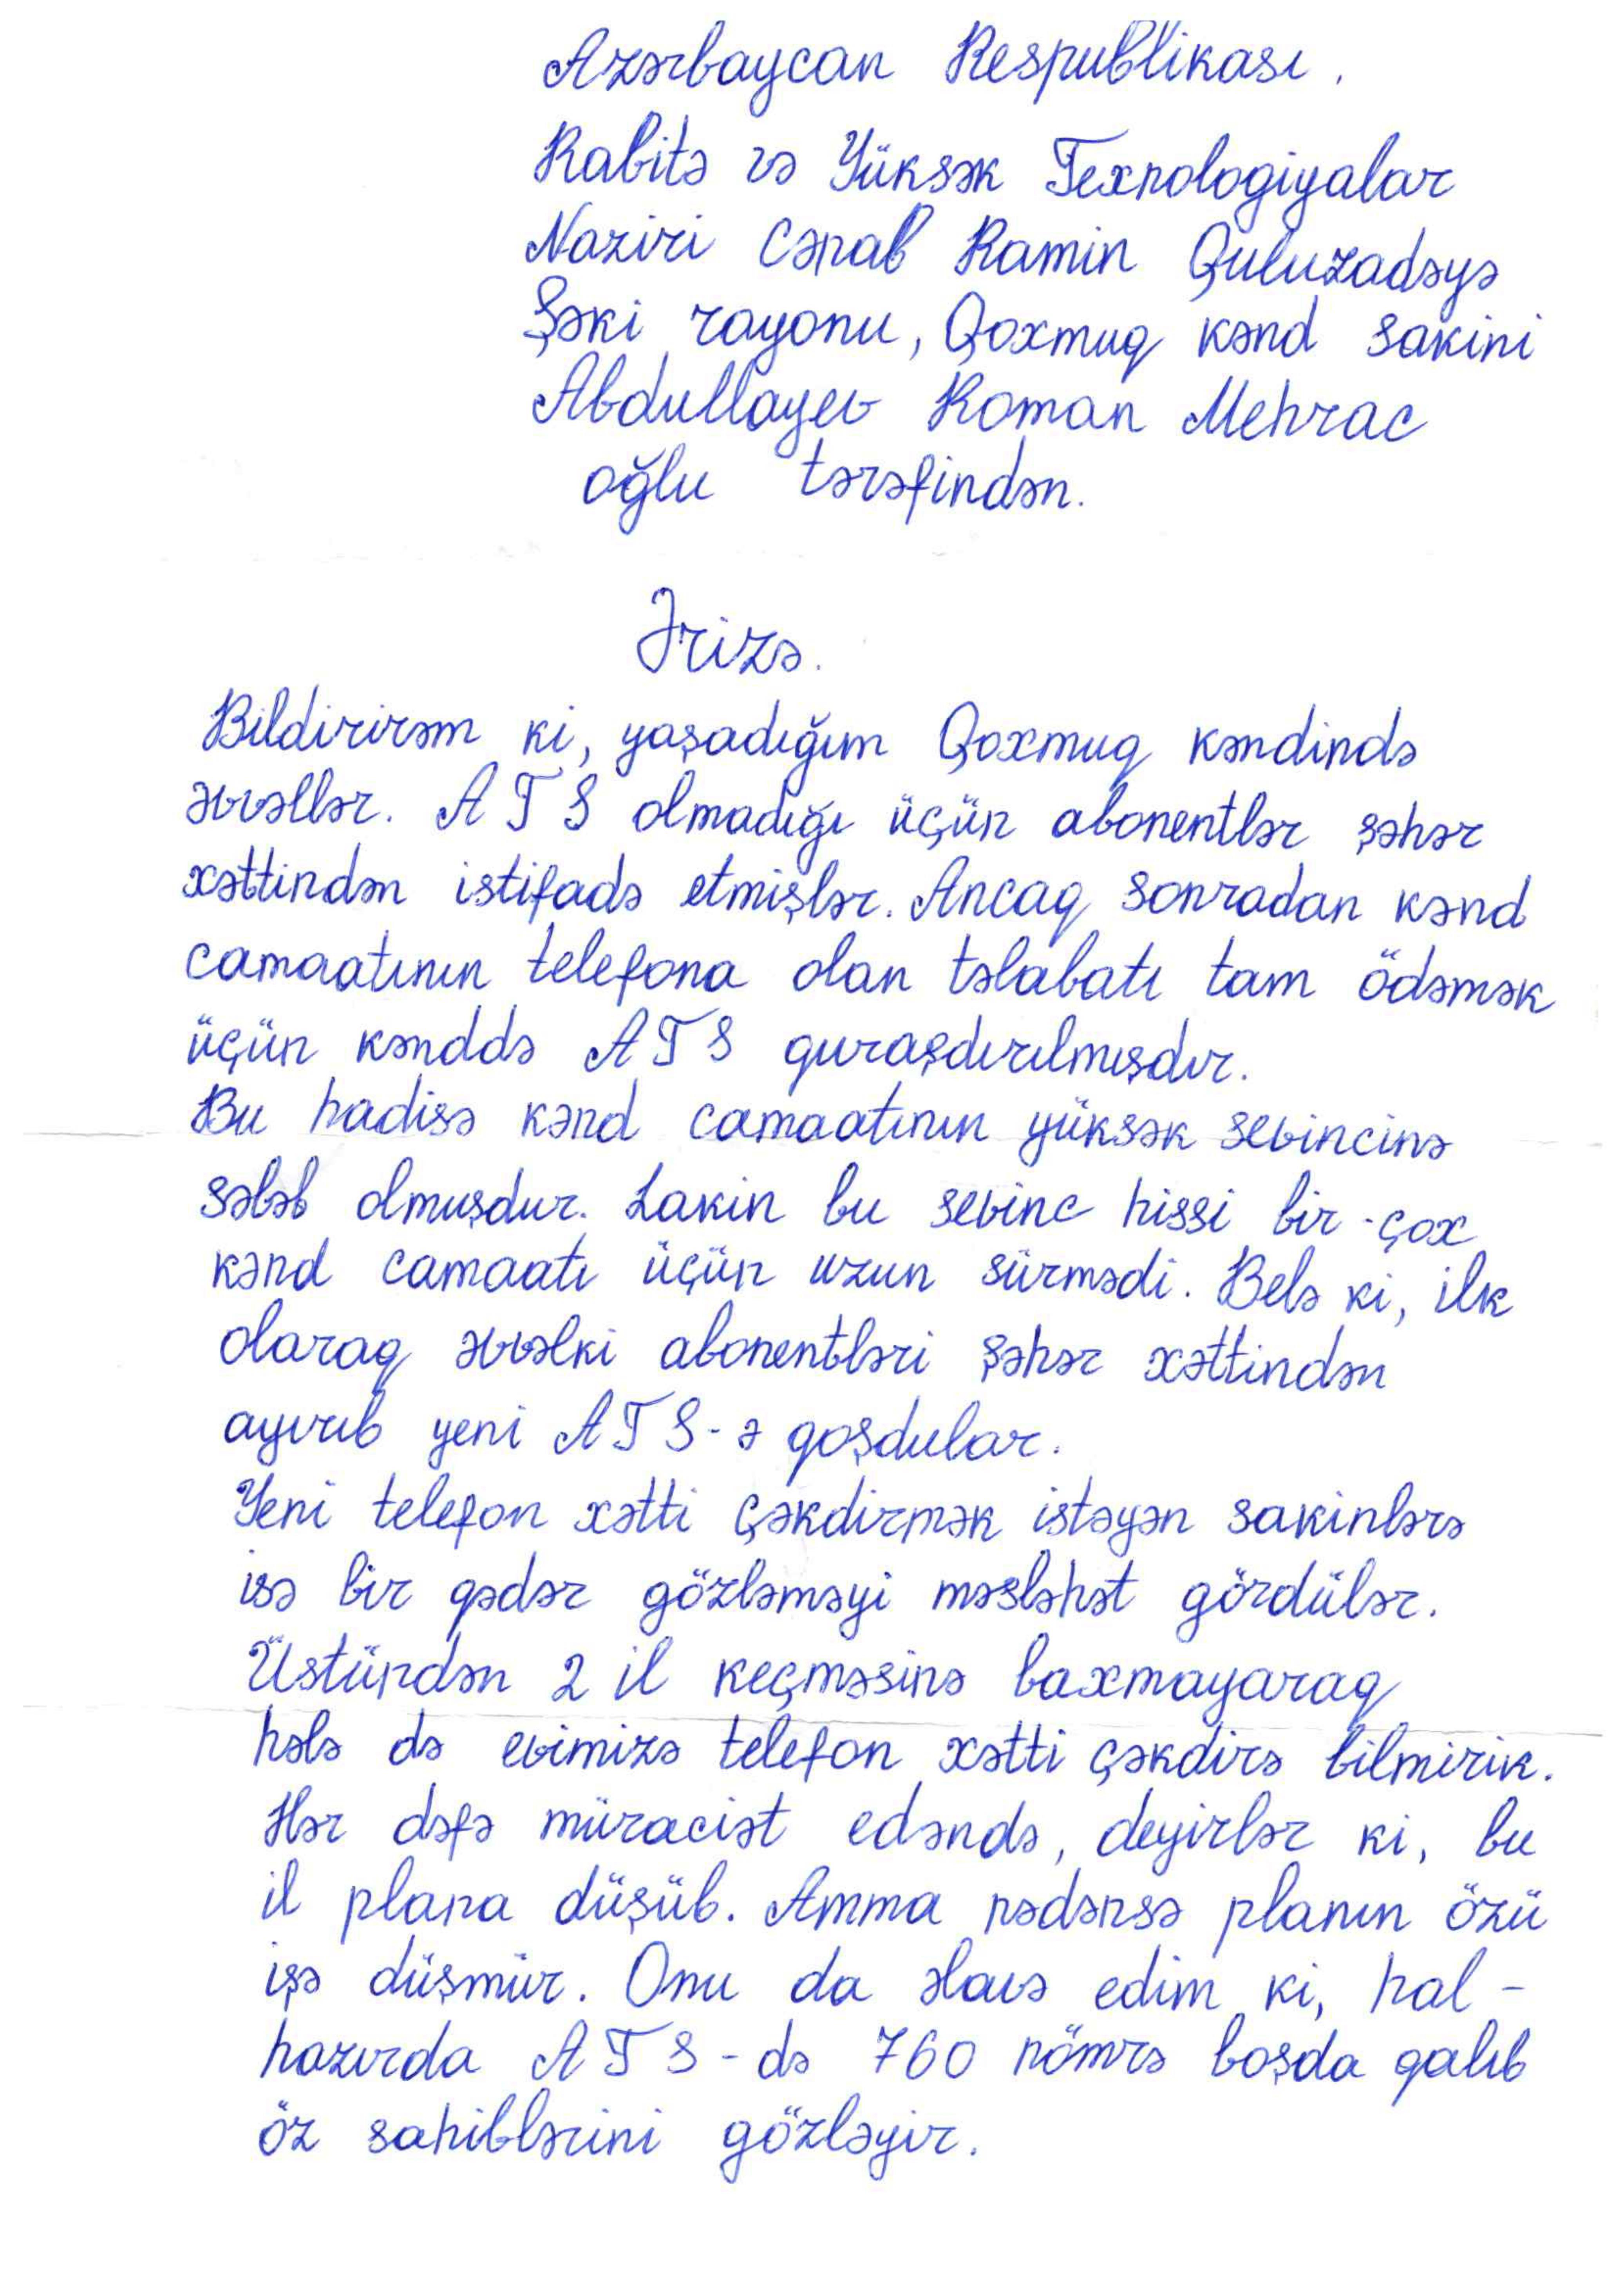 Azərbaycan Respublikası.
Rabitə və Yüksək Texnologiyalar
Naziri Cənab Ramin Quluzadəyə
Şəki rayonu, Qoxmuq kənd sakini
Abdullayev Roman Mehrac
oğlu tərəfindən.
Ərizə.
Bildirirəm ki, yaşadığım Qoxmuq kəndində
əvvəllər. ATS olmadığı üçün abonentlər şəhər
xəttindən istifadə etmişlər. Ancaq sonradan kənd
camaatının telefona olan təlabatı tam ödəmək
üçün kənddə ATS quraşdırılmışdır.
Bu hadisə kənd camaatının yüksək sevincinə
səbəb olmuşdur. Lakin bu sevinc hissi bir-çox
kənd camaatı üçün uzun sürmədi. Belə ki, ilk
olaraq əvvəlki abonentləri şəhər xəttindən
ayırıb yeni ATS-ə qoşdular.
Yeni telefon xətti çəkdirmək istəyən sakinlərə
isə bir qədər gözləməyi məsləhət gördülər.
Üstündən 2 il keçməsinə baxmayaraq
hələ də evimizə telefon xətti çəkdirə bilmirik.
Hər dəfə müraciət edəndə, deyirlər ki, bu
il plana düşüb. Amma nədənsə planın özü
işə düşmür. Onu da əlavə edim ki, hal-
hazırda ATS-də 760 nömrə boşda qalıb
öz sahiblərini gözləyir.